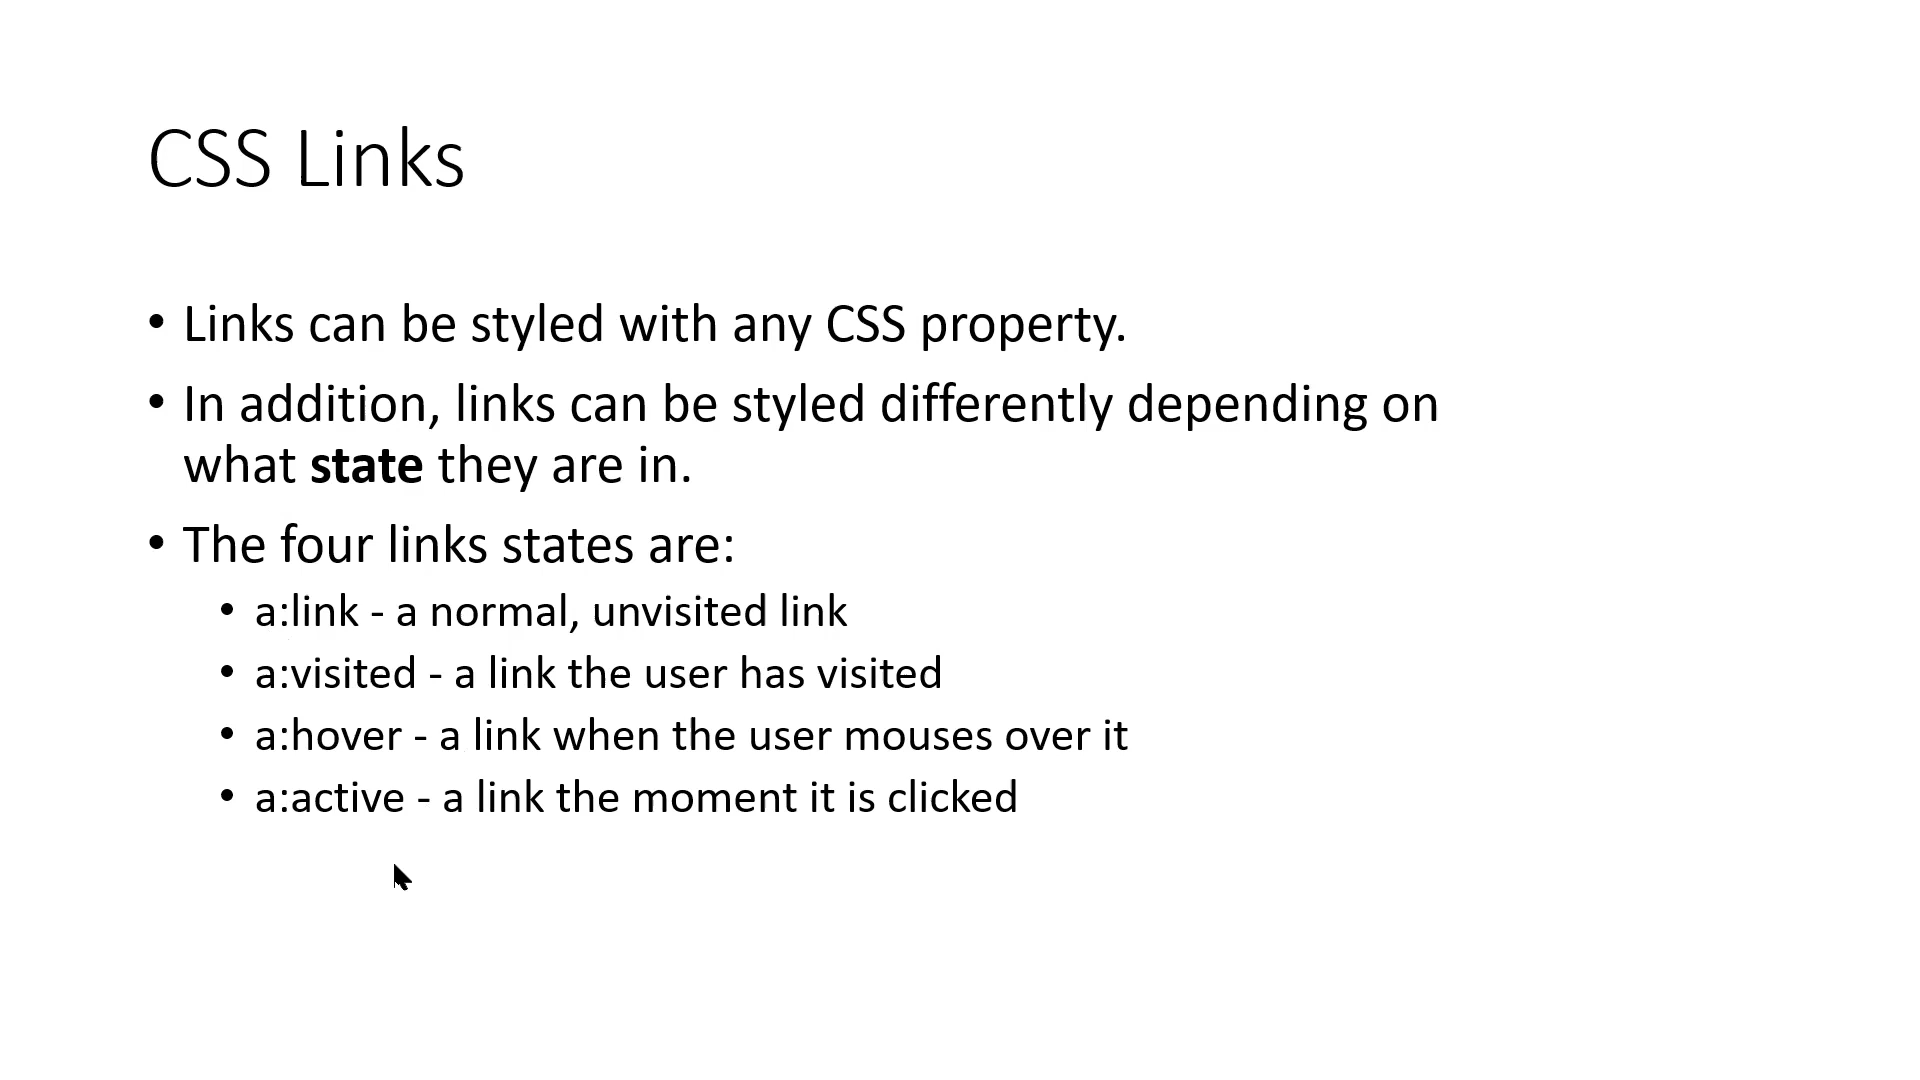 CSS Links
• Links can be styled with any CSS property.
• In addition, links can be styled differently depending on
what state they are in.
• The four links states are:
• a:link - a normal, unvisited link
• a:visited - a link the user has visited
• a:hover - a link when the user mouses over it
• a:active - a link the moment it is clicked